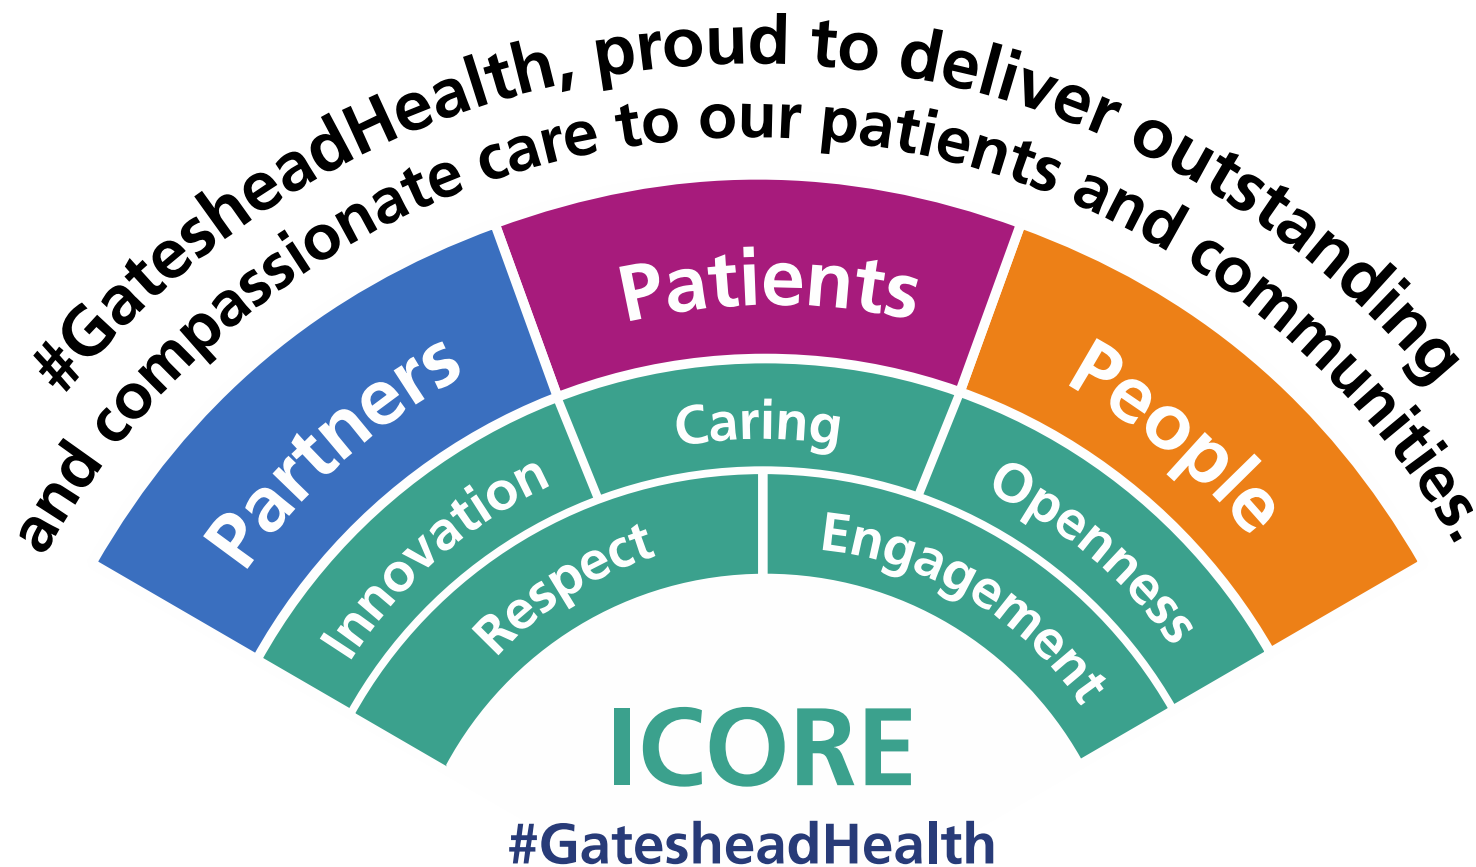 #GatesheadHealth, proud to deliver outstanding
and compassionate care to our patients and communities.
Partners
Patients
People
Innovation
Caring
Openness
Respect
Engagement
ICORE
#GatesheadHealth